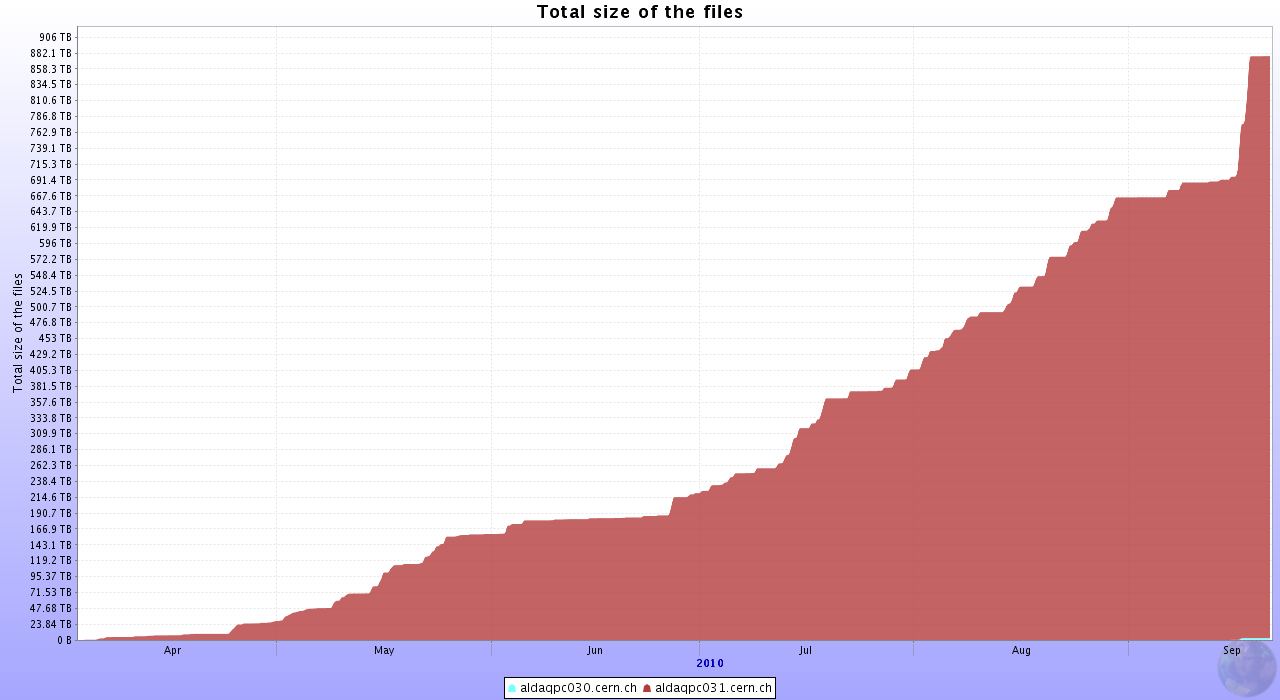 Total size of the files
906 TB
882.1 TB
858.3 TB
834.5 TB
810.6 TB
786.8 TB
762.9 TB
739.1 TB
715.3 TB
691.4 TB
667.6 TB
643.7 TB
619.9 TB
596 TB
572.2 TB
548.4 TB
524.5 TB
500.7 TB
476.8 TB
453 TB
429.2 TB
405.3 TB
381.5 TB
357.6 TB
333.8 TB
309.9 TB
286.1 TB
262.3 TB
238.4 TB
214.6 TB
190.7 TB
166.9 TB
143.1 TB
119.2 TB
95.37 TB
71.53 TB
47.68 TB
23.84 TB
0 B
Total size of the files
Apr May Jun Jul Aug Sep
2010
aldaqpc030.cern.ch aldaqpc031.cern.ch